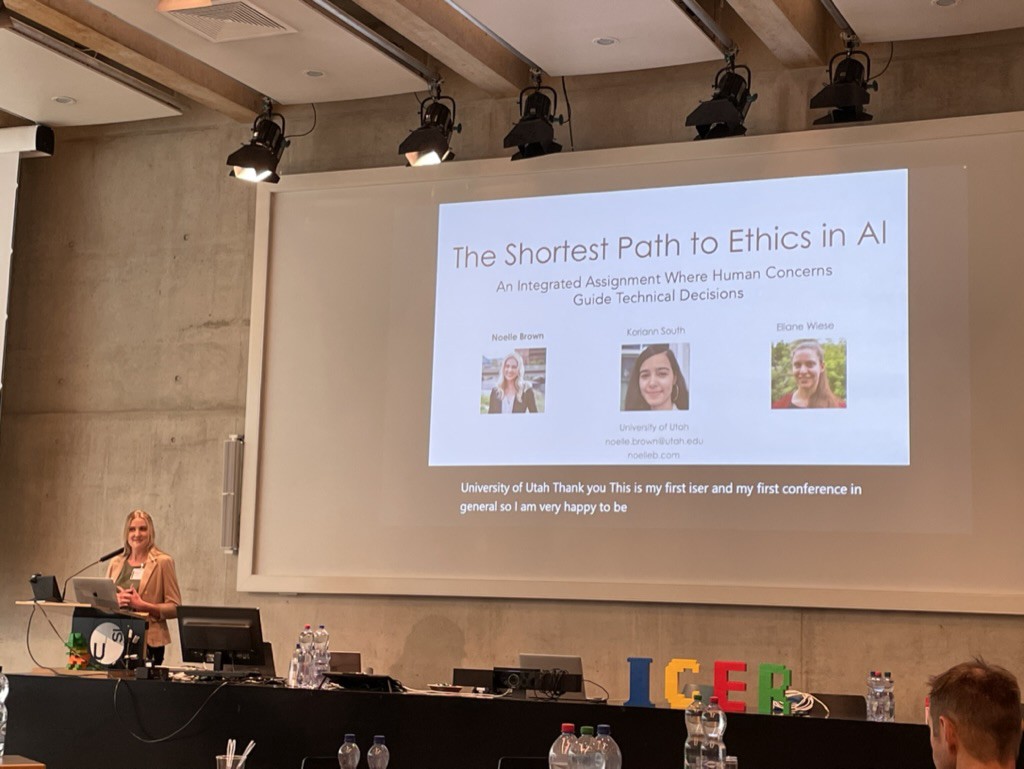 The Shortest Path to Ethics in AI
An Integrated Assignment Where Human Concerns
Guide Technical Decisions
Noelle Brown
Koriann South
Eliane Wiese
University of Utah
noelle.brown@utah.edu
noelleb.com
University of Utah Thank you This is my first iser and my first conference in
general so I am very happy to be
U
SI
ICER